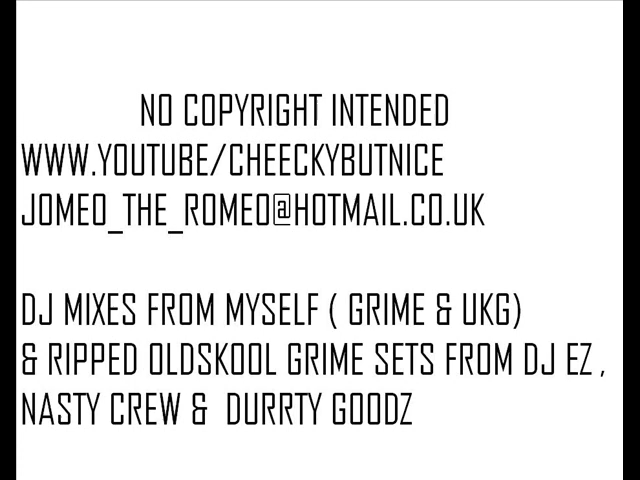 NO COPYRIGHT INTENDED
WWW.YOUTUBE/CHEECKYBUTNICE
JOMEO_THE_ROMEO@HOTMAIL.CO.UK
DJ MIXES FROM MYSELF ( GRIME & UKG)
& RIPPED OLDSKOOL GRIME SETS FROM DJ EZ ,
NASTY CREW & DURRTY GOODZ